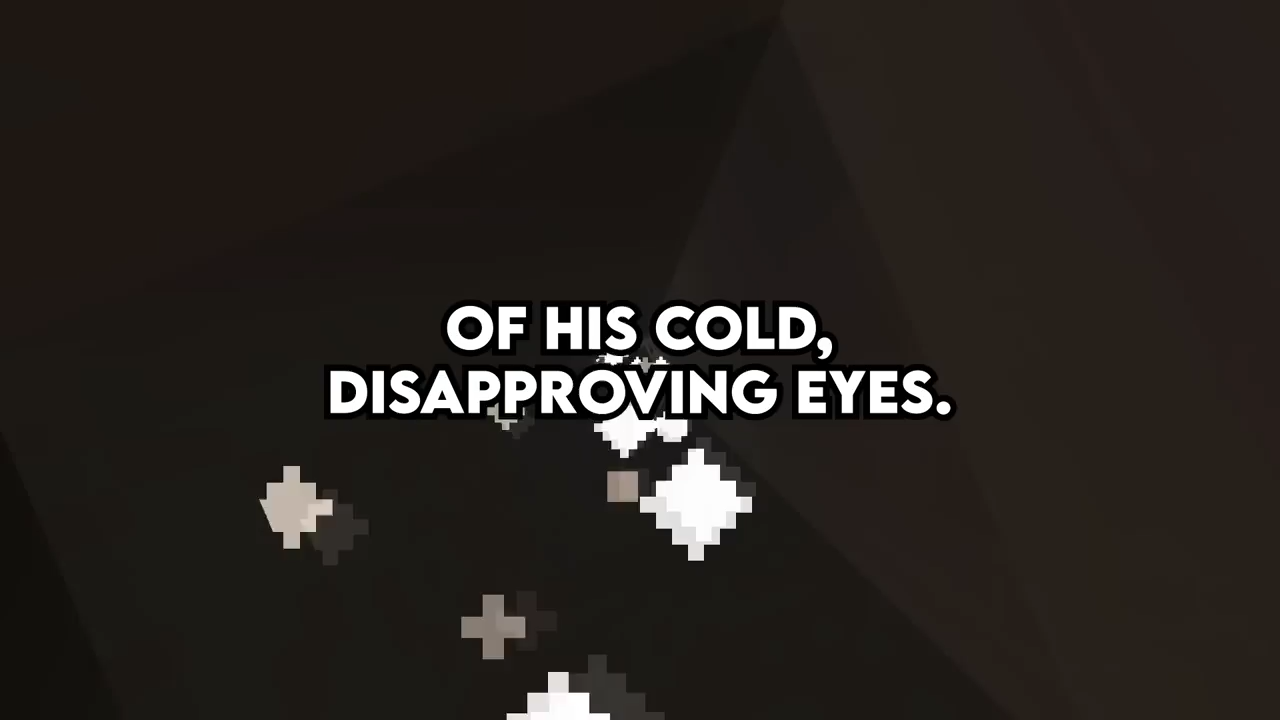 OF HIS COLD,
DISAPPROVING EYES.